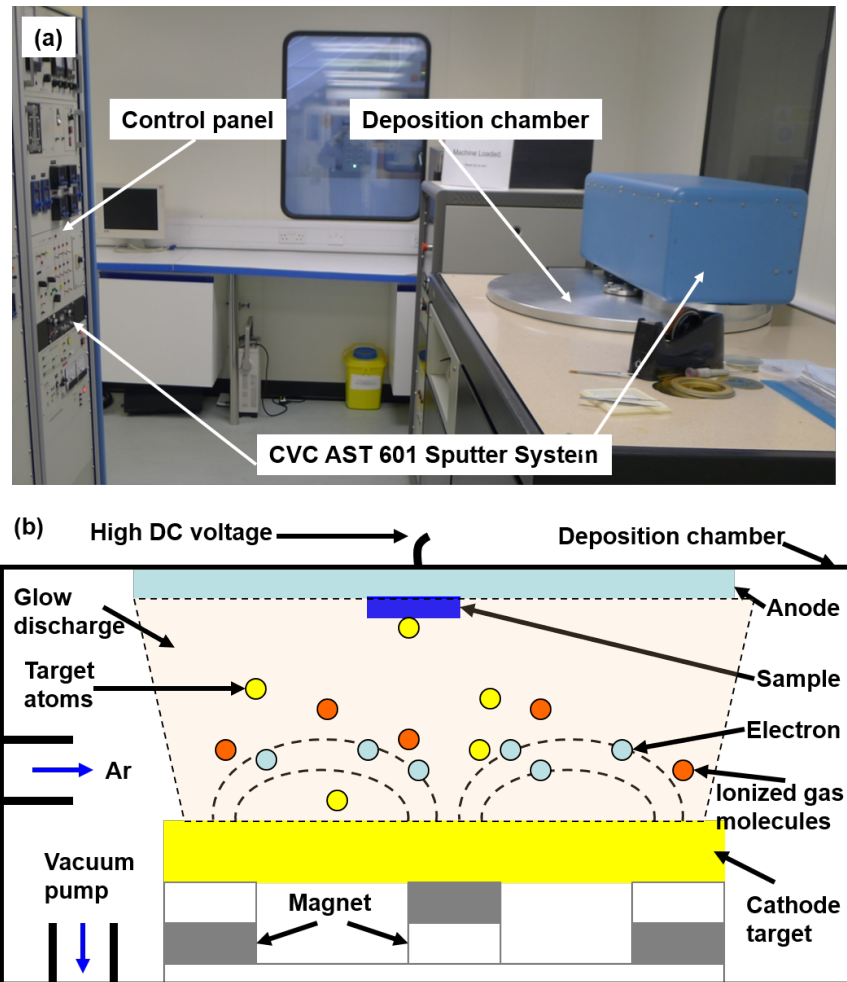 (a)
Control panel
Deposition chamber
Machine Loaded
CVC AST 601 Sputter System
(b)
High DC voltage
Deposition chamber
Glow
discharge
Anode
Target
atoms
Sample
Electron
Ar
Ionized gas
molecules
Vacuum
pump
Magnet
Cathode
target